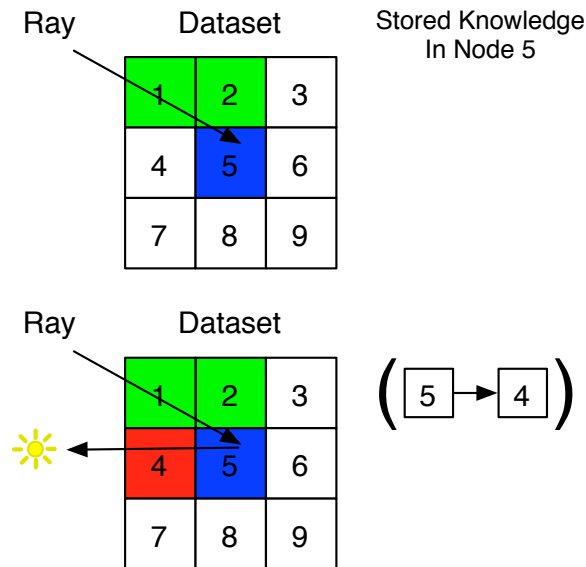 Ray
Dataset
Stored Knowledge
In Node 5
1 2 3
4 5 6
7 8 9
Ray
Dataset
1 2 3
( 5 4 )
4 5 6
7 8 9